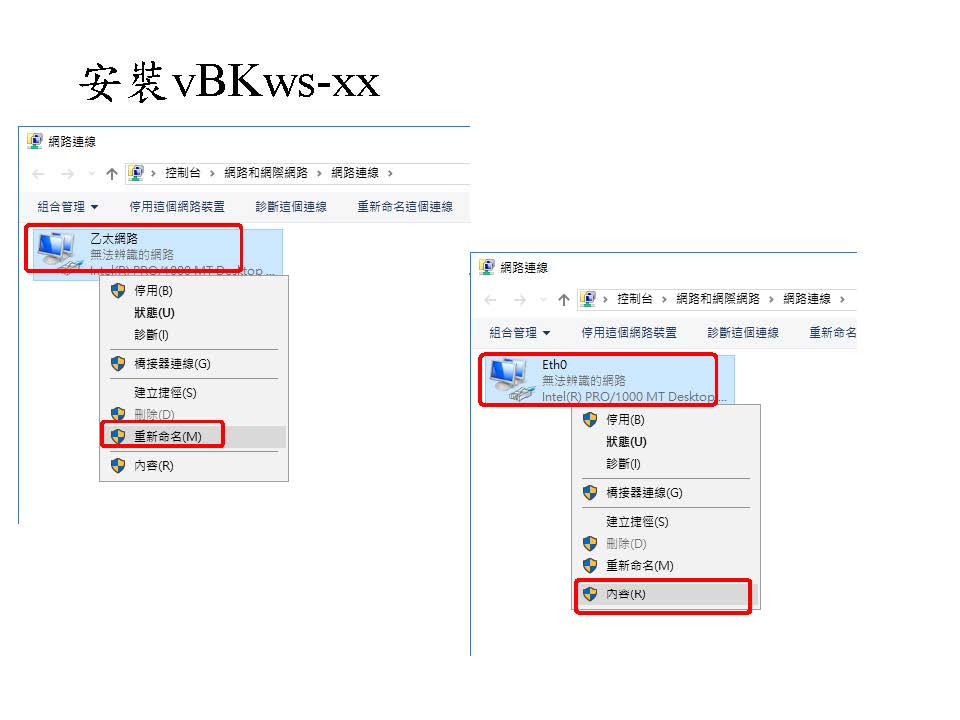 安裝vBKws-xx
網路連線
控制台 › 網路和網際網路 › 網路連線 ›
組合管理 停用這個網路裝置 診斷這個連線 重新命名這個連線
乙太網路
無法辨識的網路
Intel(R) PRO/1000 MT Desktop ...
停用(B)
狀態(U)
診斷(I)
橋接器連線(G)
建立捷徑(S)
刪除(D)
重新命名(M)
內容(R)
網路連線
控制台 › 網路和網際網路 › 網路連線 ›
組合管理 停用這個網路裝置 診斷這個連線 重新命名
Eth0
無法辨識的網路
Intel(R) PRO/1000 MT Desktop...
停用(B)
狀態(U)
診斷(I)
橋接器連線(G)
建立捷徑(S)
刪除(D)
重新命名(M)
內容(R)